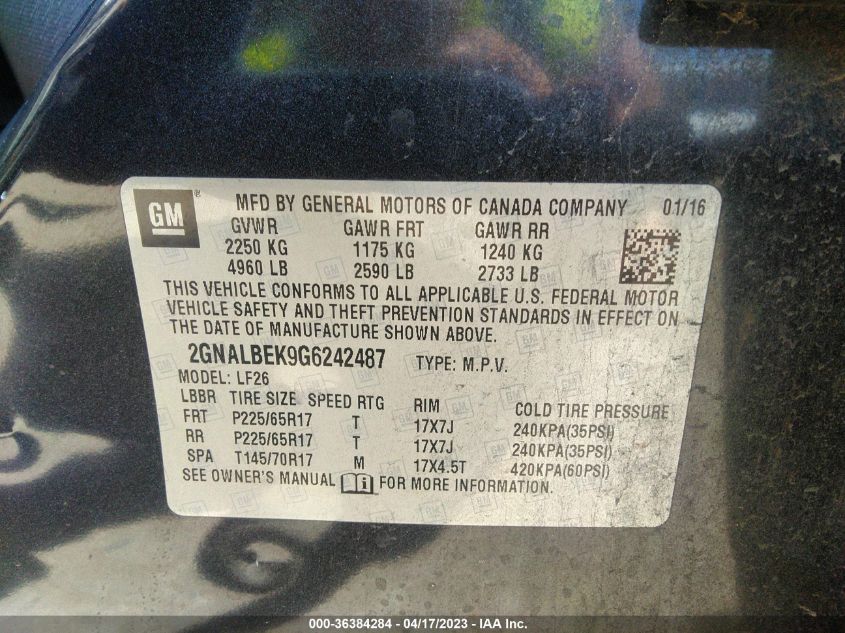 GM ® MFD BY GENERAL MOTORS OF CANADA COMPANY 01/16
GVWR GAWR FRT GAWR RR
2250 KG 1175 KG 1240 KG
4960 LB 2590 LB 2733 LB
THIS VEHICLE CONFORMS TO ALL APPLICABLE U.S. FEDERAL MOTOR
VEHICLE SAFETY AND THEFT PREVENTION STANDARDS IN EFFECT ON
THE DATE OF MANUFACTURE SHOWN ABOVE.
2GNALBEK9G6242487 TYPE: M.P.V.
MODEL: LF26
LBBR TIRE SIZE SPEED RTG RIM COLD TIRE PRESSURE
FRT P225/65R17 T 17X7J 240KPA(35PSI)
RR P225/65R17 T 17X7J 240KPA(35PSI)
SPA T145/70R17 M 17X4.5T 420KPA(60PSI)
SEE OWNER'S MANUAL FOR MORE INFORMATION.
000-36384284 - 04/17/2023 - IAA Inc.